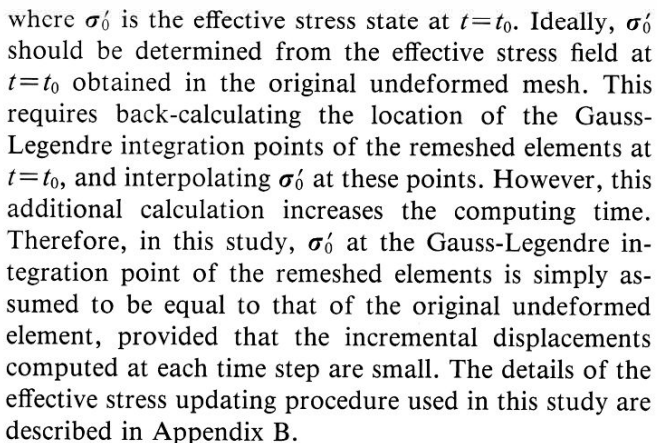 where σ₀′ is the effective stress state at t=t₀. Ideally, σ₀′
should be determined from the effective stress field at
t=t₀ obtained in the original undeformed mesh. This
requires back-calculating the location of the Gauss-
Legendre integration points of the remeshed elements at
t=t₀, and interpolating σ₀′ at these points. However, this
additional calculation increases the computing time.
Therefore, in this study, σ₀′ at the Gauss-Legendre in-
tegration point of the remeshed elements is simply as-
sumed to be equal to that of the original undeformed
element, provided that the incremental displacements
computed at each time step are small. The details of the
effective stress updating procedure used in this study are
described in Appendix B.